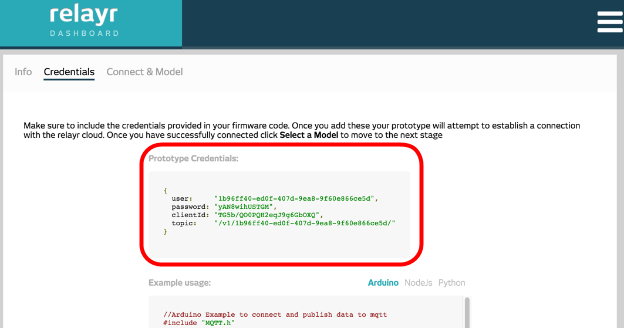 relayr
DASHBOARD
Info Credentials Connect & Model
Make sure to include the credentials provided in your firmware code. Once you add these your prototype will attempt to establish a connection
with the relayr cloud. Once you have successfully connected click Select a Model to move to the next stage
Prototype Credentials:
{
user: "1b96ff40-ed0f-407d-9ea8-9f60e866ce5d",
password: "yAN8wihUSTGM",
clientId: "TG5b/QO0PQH2eqJ9g6GbOXQ",
topic: "/v1/1b96ff40-ed0f-407d-9ea8-9f60e866ce5d/"
}
Example usage: Arduino Node.js Python
//Arduino Example to connect and publish data to mqtt
#include "MQTT.h"